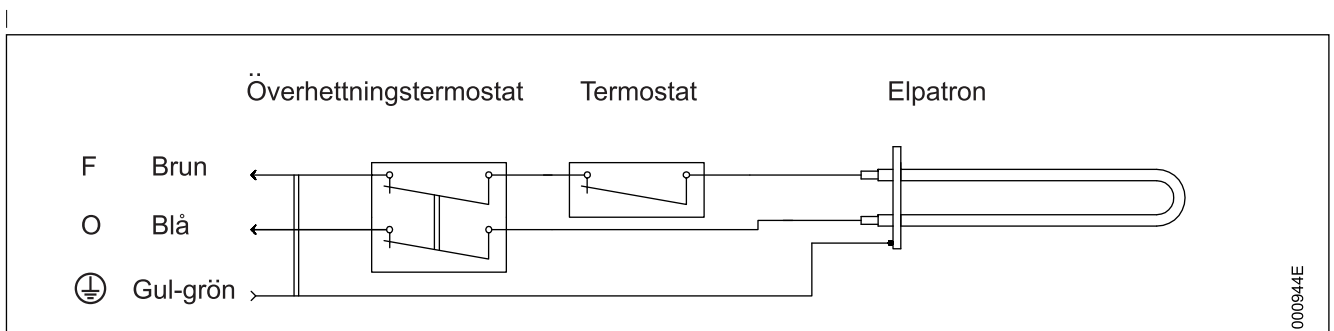 Överhettningstermostat Termostat Elpatron
F Brun
O Blå
Gul-grön
000944E